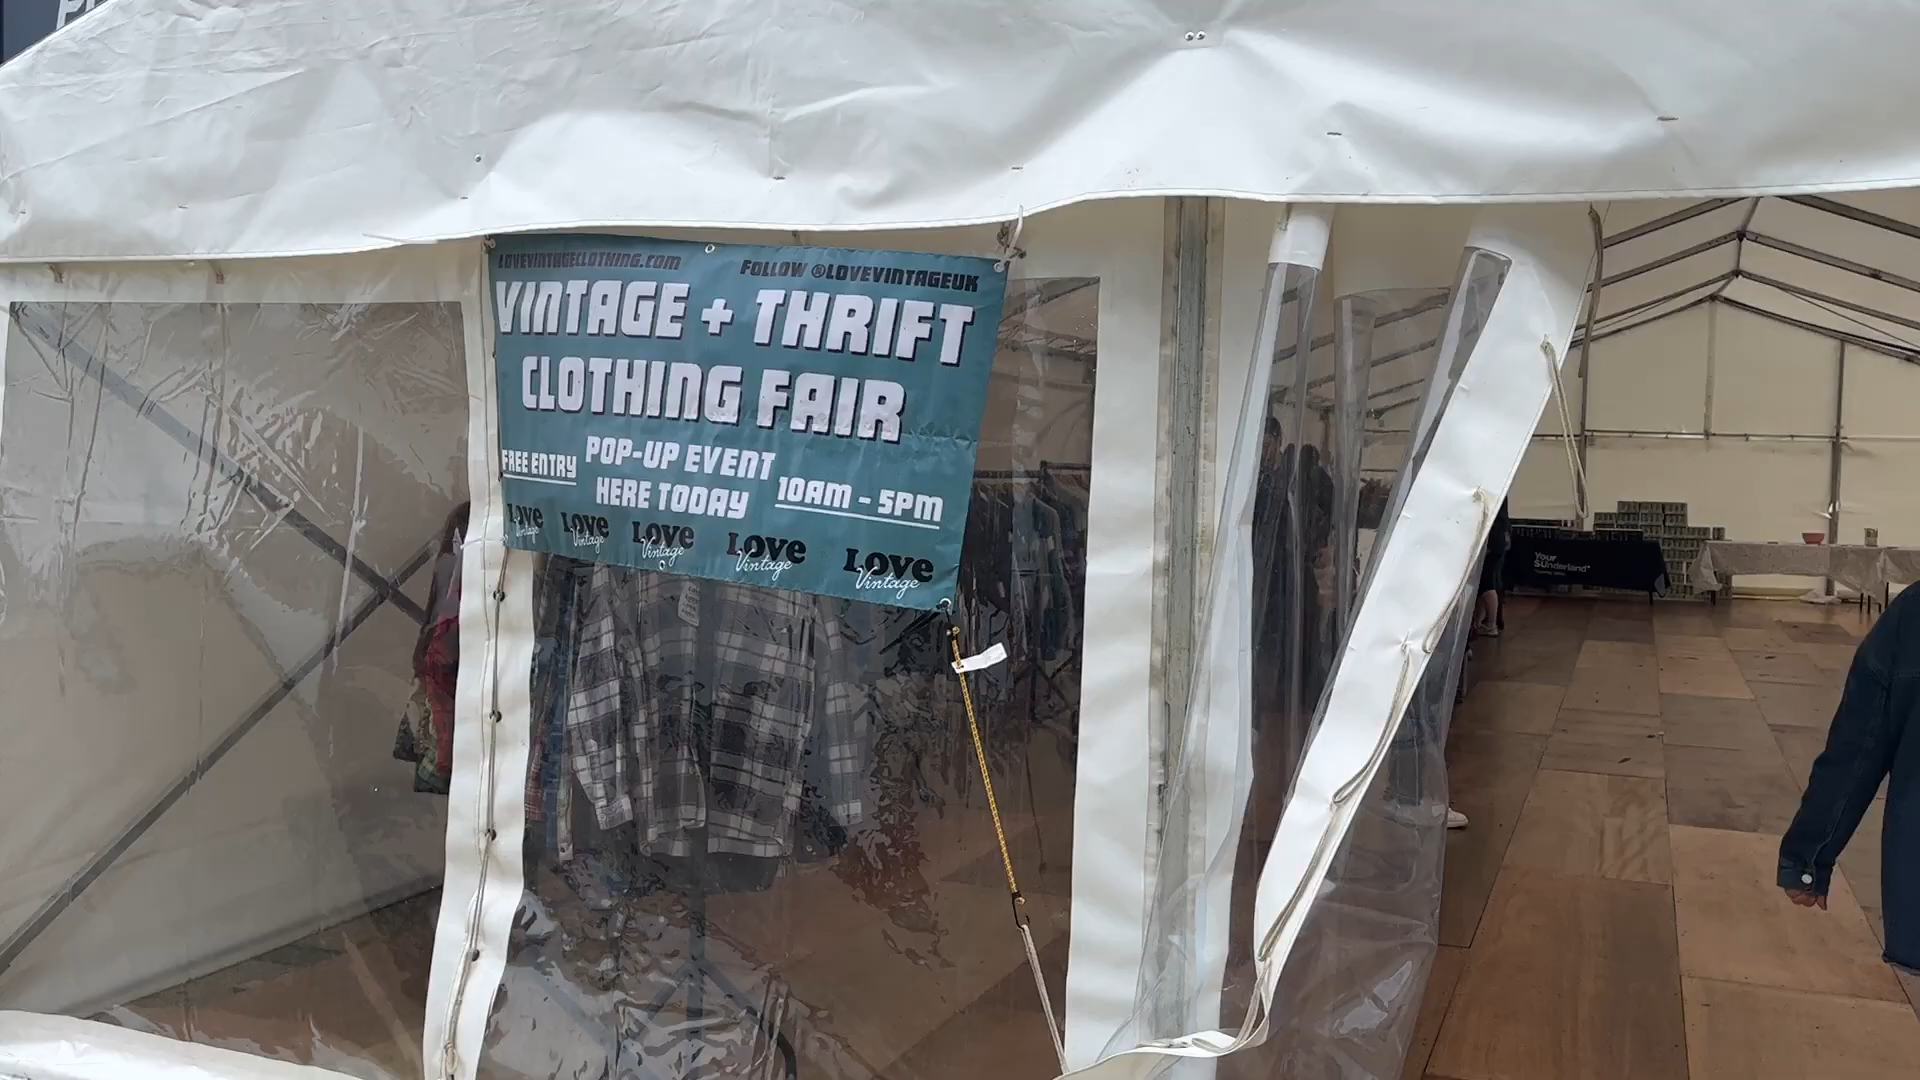 LOVEVINTAGECLOTHING.COM
FOLLOW @LOVEVINTAGEUK
VINTAGE + THRIFT
CLOTHING FAIR
FREE ENTRY
POP-UP EVENT
HERE TODAY
10AM - 5PM
LOVE Vintage
LOVE Vintage
LOVE Vintage
LOVE Vintage
LOVE Vintage
Your
SUnderland